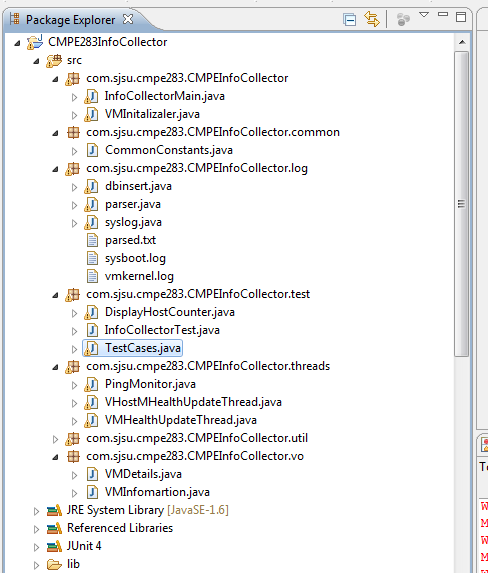 Package Explorer
CMPE283InfoCollector
src
com.sjsu.cmpe283.CMPEInfoCollector
InfoCollectorMain.java
VMInitalizaler.java
com.sjsu.cmpe283.CMPEInfoCollector.common
CommonConstants.java
com.sjsu.cmpe283.CMPEInfoCollector.log
dbinsert.java
parser.java
syslog.java
parsed.txt
sysboot.log
vmkernel.log
com.sjsu.cmpe283.CMPEInfoCollector.test
DisplayHostCounter.java
InfoCollectorTest.java
TestCases.java
com.sjsu.cmpe283.CMPEInfoCollector.threads
PingMonitor.java
VHostMHealthUpdateThread.java
VMHealthUpdateThread.java
com.sjsu.cmpe283.CMPEInfoCollector.util
com.sjsu.cmpe283.CMPEInfoCollector.vo
VMDetails.java
VMInfomartion.java
JRE System Library [JavaSE-1.6]
Referenced Libraries
JUnit 4
lib